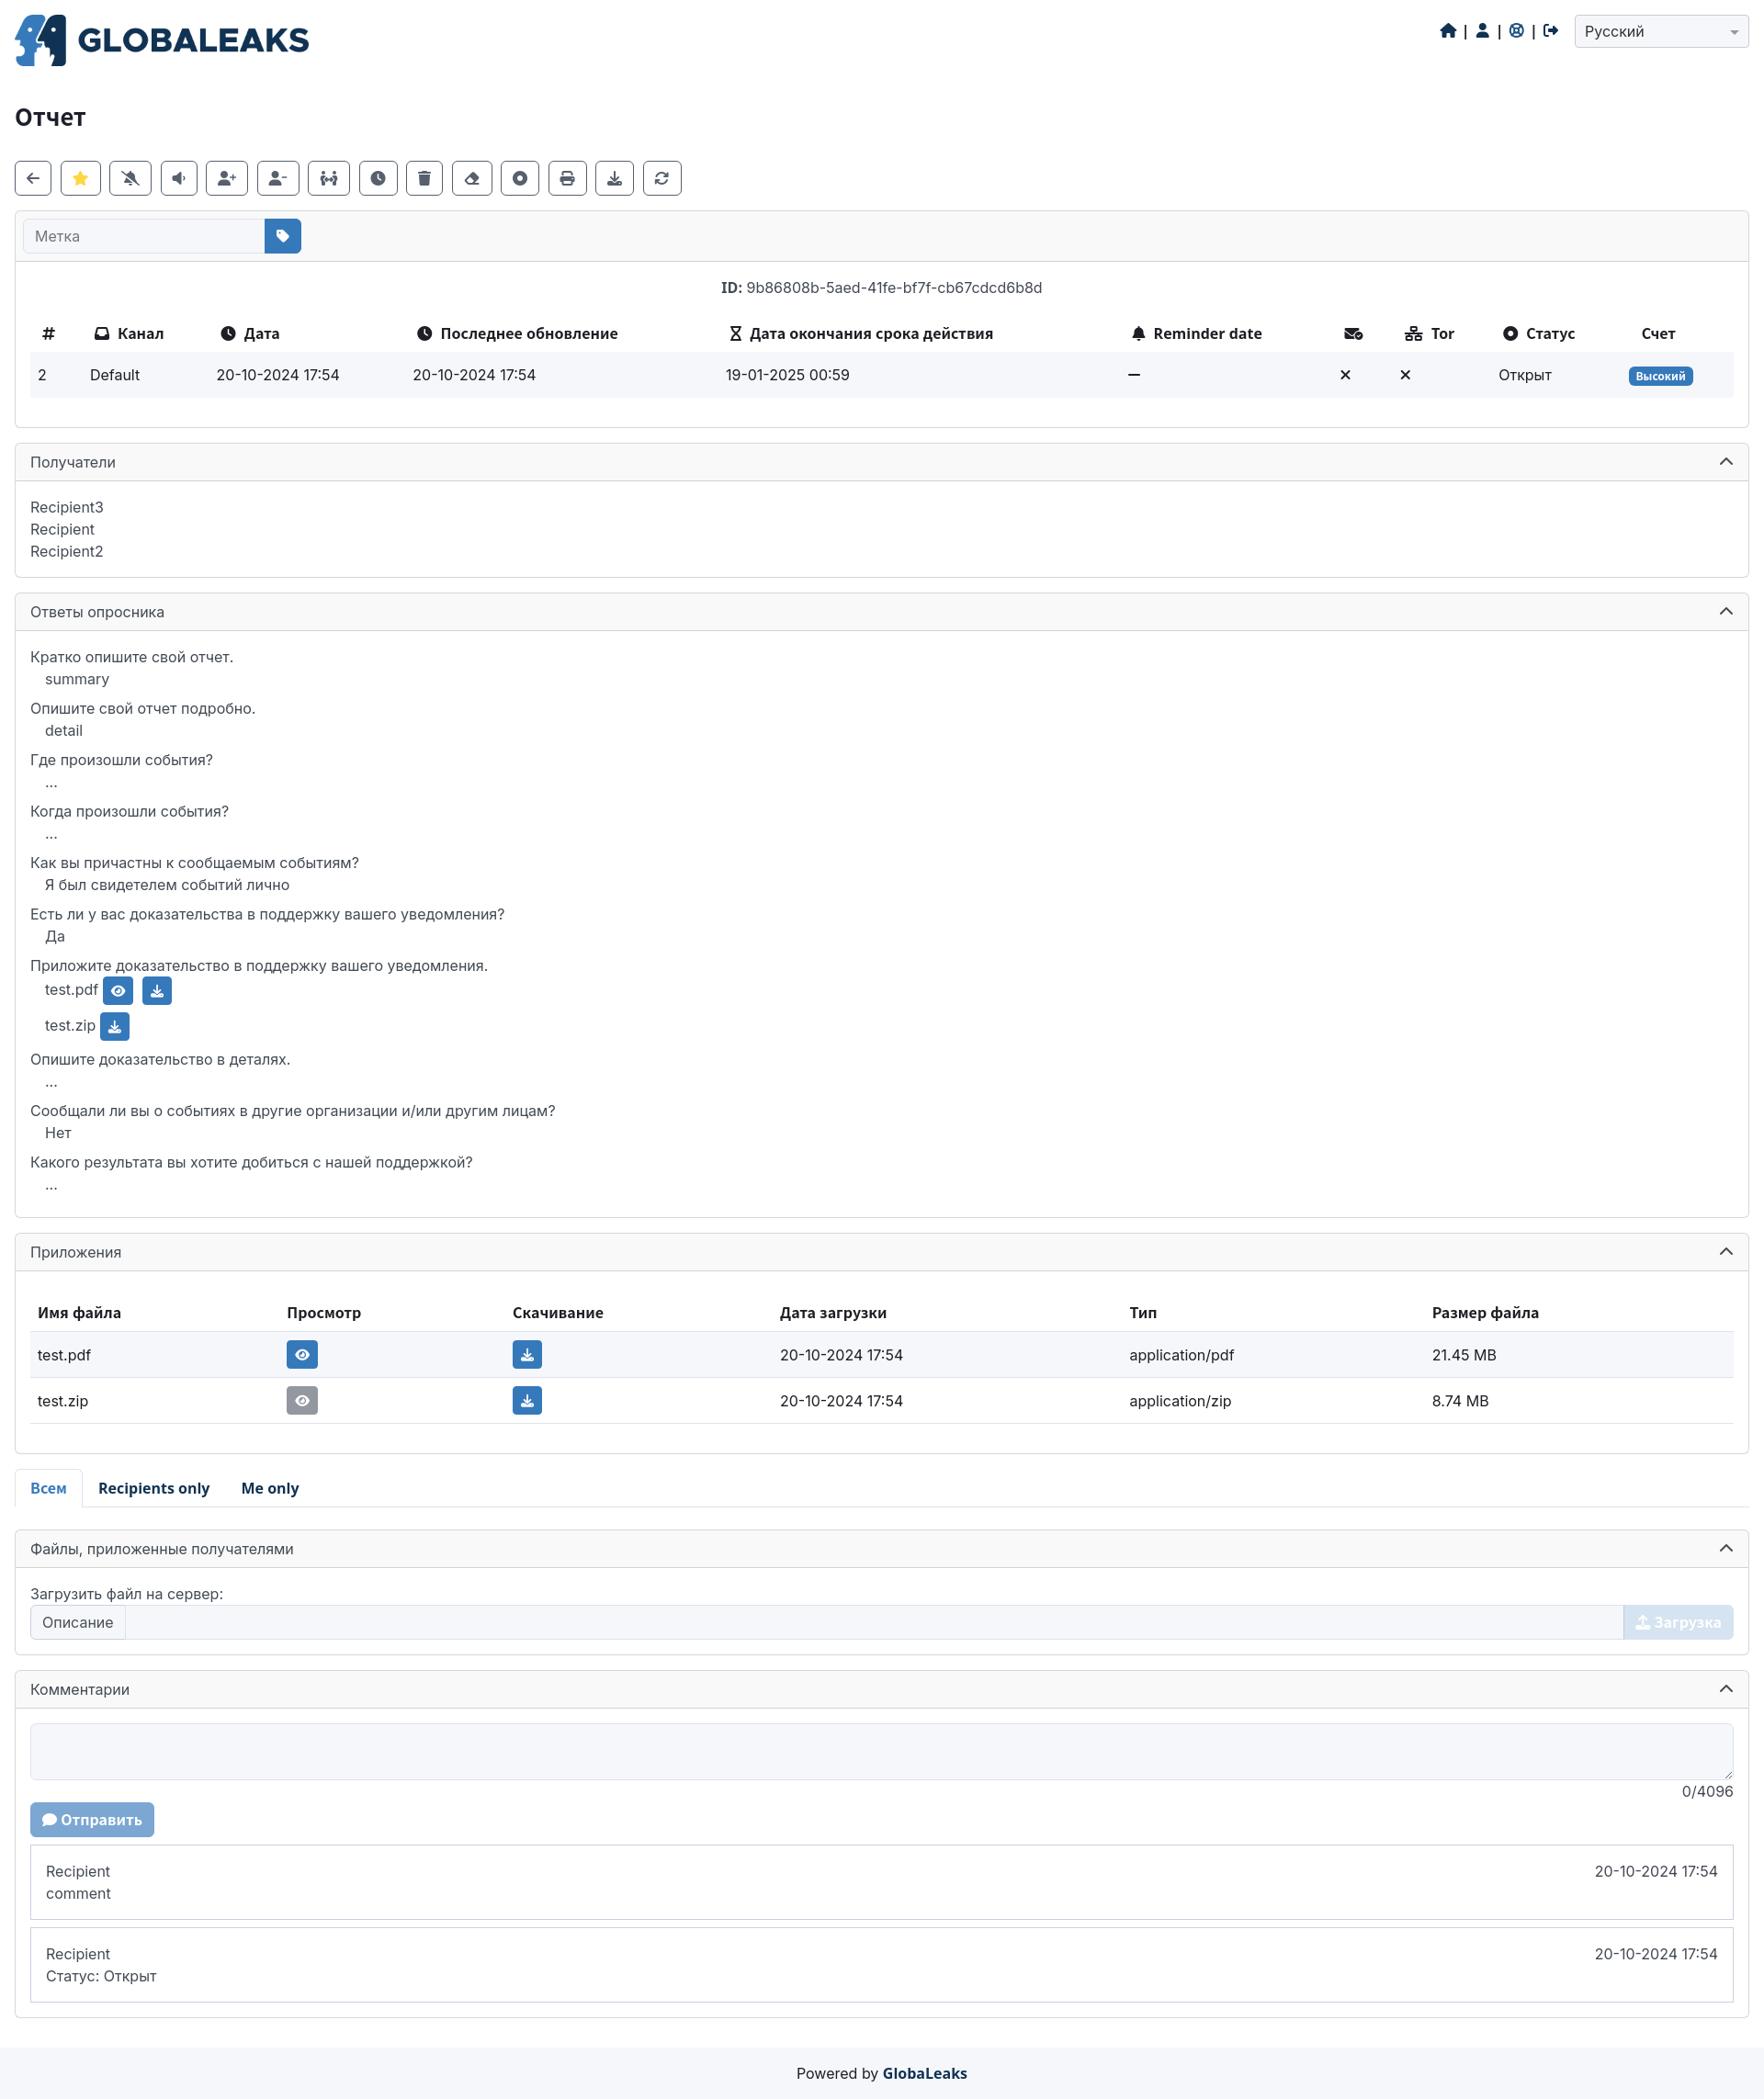 GLOBALEAKS
| | | Русский
Отчет
Метка
ID: 9b86808b-5aed-41fe-bf7f-cb67cdcd6b8d
# Канал Дата Последнее обновление Дата окончания срока действия Reminder date Tor Статус Счет
2 Default 20-10-2024 17:54 20-10-2024 17:54 19-01-2025 00:59 Открыт Высокий
Получатели
Recipient3
Recipient
Recipient2
Ответы опросника
Кратко опишите свой отчет.
summary
Опишите свой отчет подробно.
detail
Где произошли события?
...
Когда произошли события?
...
Как вы причастны к сообщаемым событиям?
Я был свидетелем событий лично
Есть ли у вас доказательства в поддержку вашего уведомления?
Да
Приложите доказательство в поддержку вашего уведомления.
test.pdf
test.zip
Опишите доказательство в деталях.
...
Сообщали ли вы о событиях в другие организации и/или другим лицам?
Нет
Какого результата вы хотите добиться с нашей поддержкой?
...
Приложения
Имя файла Просмотр Скачивание Дата загрузки Тип Размер файла
test.pdf 20-10-2024 17:54 application/pdf 21.45 MB
test.zip 20-10-2024 17:54 application/zip 8.74 MB
Всем Recipients only Me only
Файлы, приложенные получателями
Загрузить файл на сервер:
Описание Загрузка
Комментарии
0/4096
Отправить
Recipient 20-10-2024 17:54
comment
Recipient 20-10-2024 17:54
Статус: Открыт
Powered by GlobaLeaks